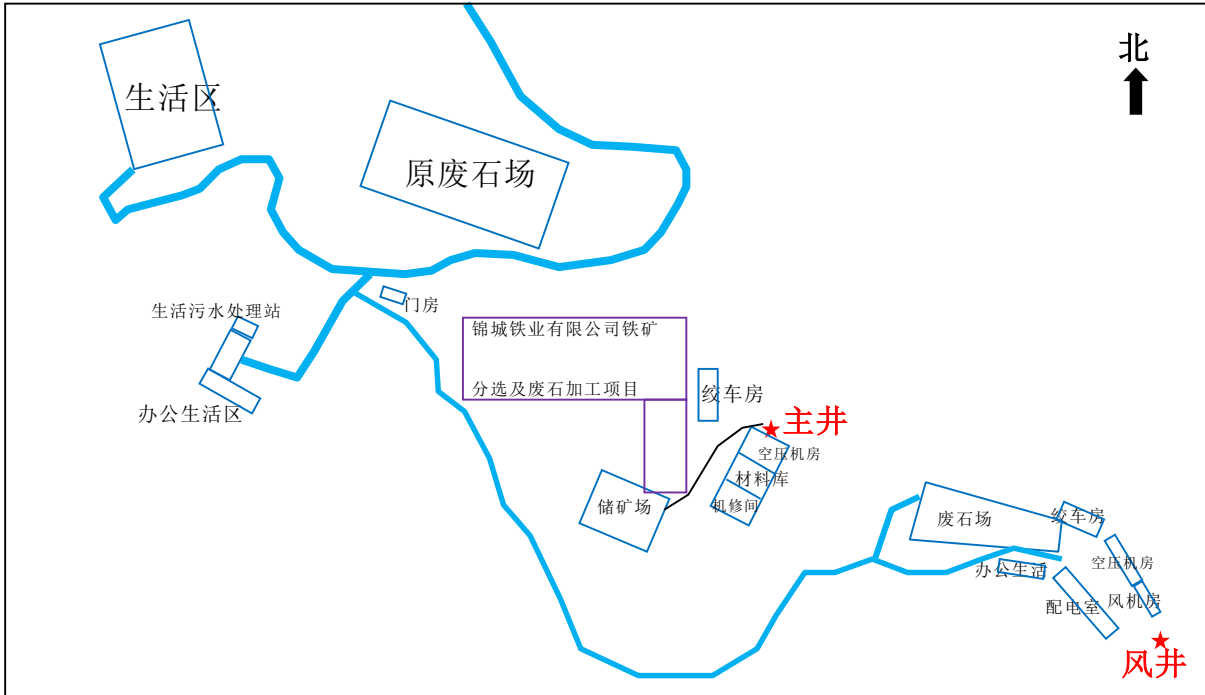 北
生活区
原废石场
生活污水处理站
门房
锦城铁业有限公司铁矿
分选及废石加工项目
绞车房
办公生活区
主井
空压机房
材料库
机修间
储矿场
废石场
绞车房
空压机房
办公生活
配电室
风机房
风井